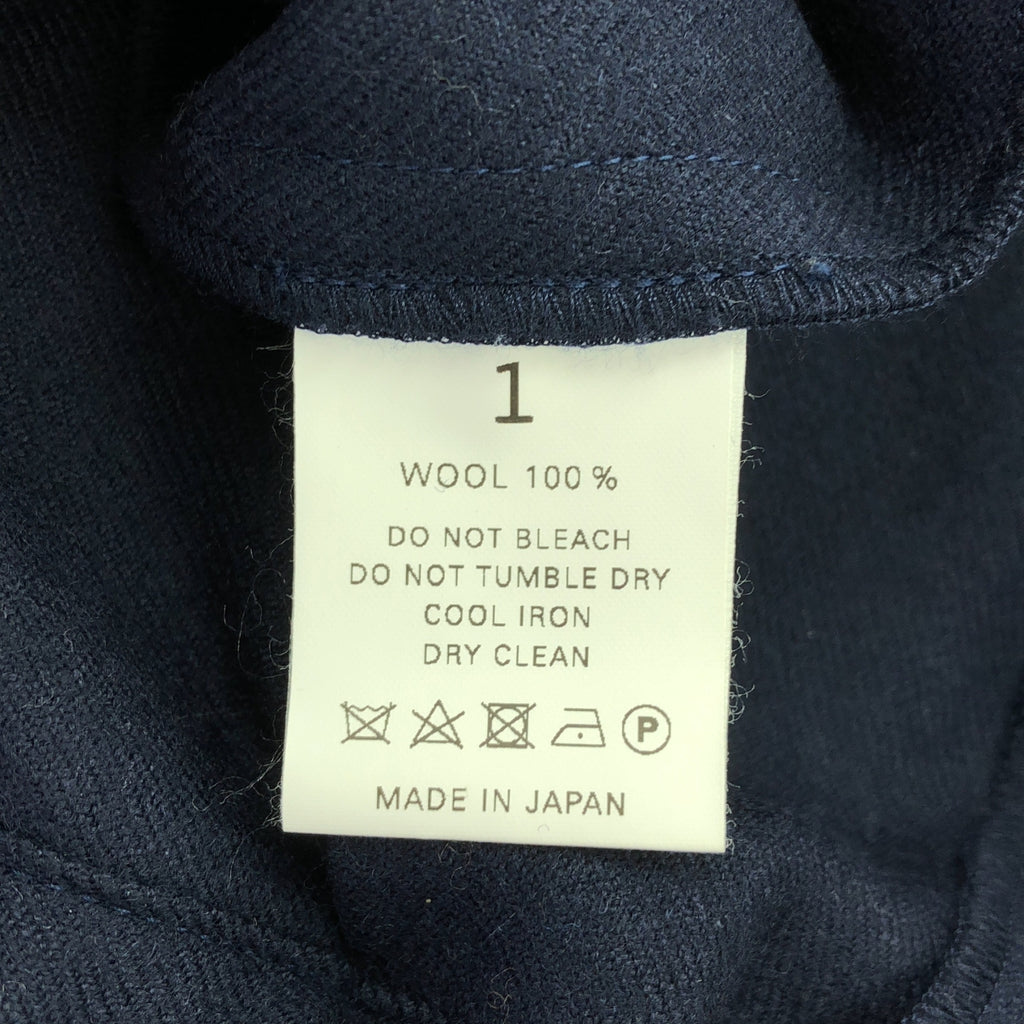 1
WOOL 100 %
DO NOT BLEACH
DO NOT TUMBLE DRY
COOL IRON
DRY CLEAN
P
MADE IN JAPAN